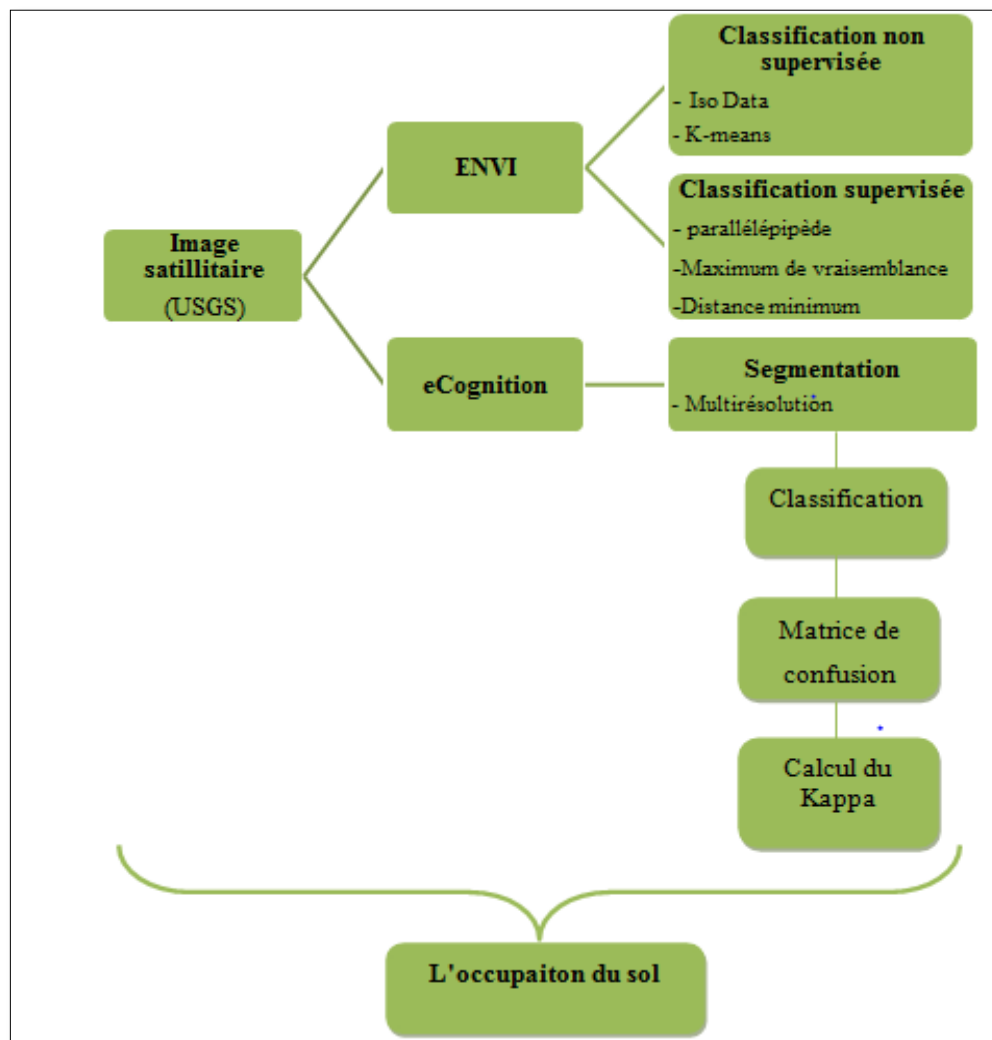 Classification non
supervisée
- Iso Data
- K-means
ENVI
Classification supervisée
- parallélépipède
-Maximum de vraisemblance
-Distance minimum
Image
satillitaire
(USGS)
eCognition
Segmentation
- Multirésolution
Classification
Matrice de
confusion
Calcul du
Kappa
L'occupaiton du sol